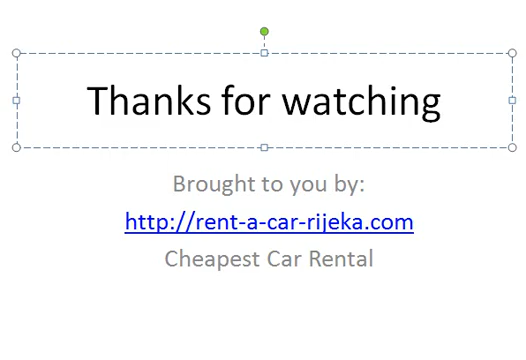 Thanks for watching
Brought to you by:
http://rent-a-car-rijeka.com
Cheapest Car Rental